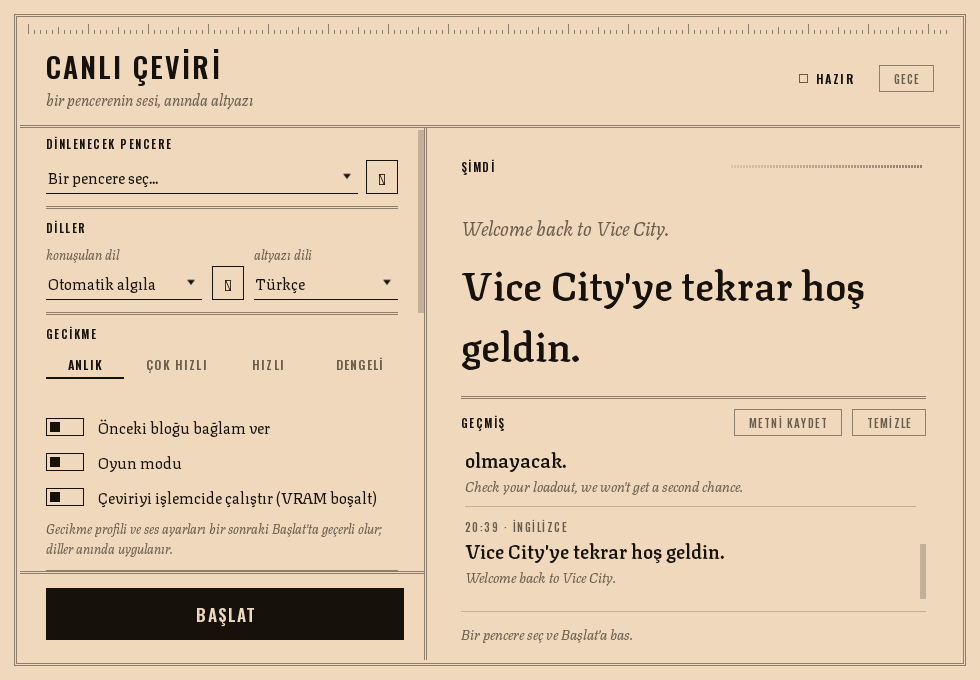 CANLI ÇEVİRİ
bir pencerenin sesi, anında altyazı
HAZIR
GECE
DİNLENECEK PENCERE
Bir pencere seç...
DİLLER
konuşulan dil
altyazı dili
Otomatik algıla
Türkçe
GECİKME
ANLIK
ÇOK HIZLI
HIZLI
DENGELİ
Önceki bloğu bağlam ver
Oyun modu
Çeviriyi işlemcide çalıştır (VRAM boşalt)
Gecikme profili ve ses ayarları bir sonraki Başlat'ta geçerli olur;
diller anında uygulanır.
BAŞLAT
ŞİMDİ
Welcome back to Vice City.
Vice City'ye tekrar hoş
geldin.
GEÇMİŞ
METNİ KAYDET
TEMİZLE
olmayacak.
Check your loadout, we won't get a second chance.
20:39 · İNGİLİZCE
Vice City'ye tekrar hoş geldin.
Welcome back to Vice City.
Bir pencere seç ve Başlat'a bas.